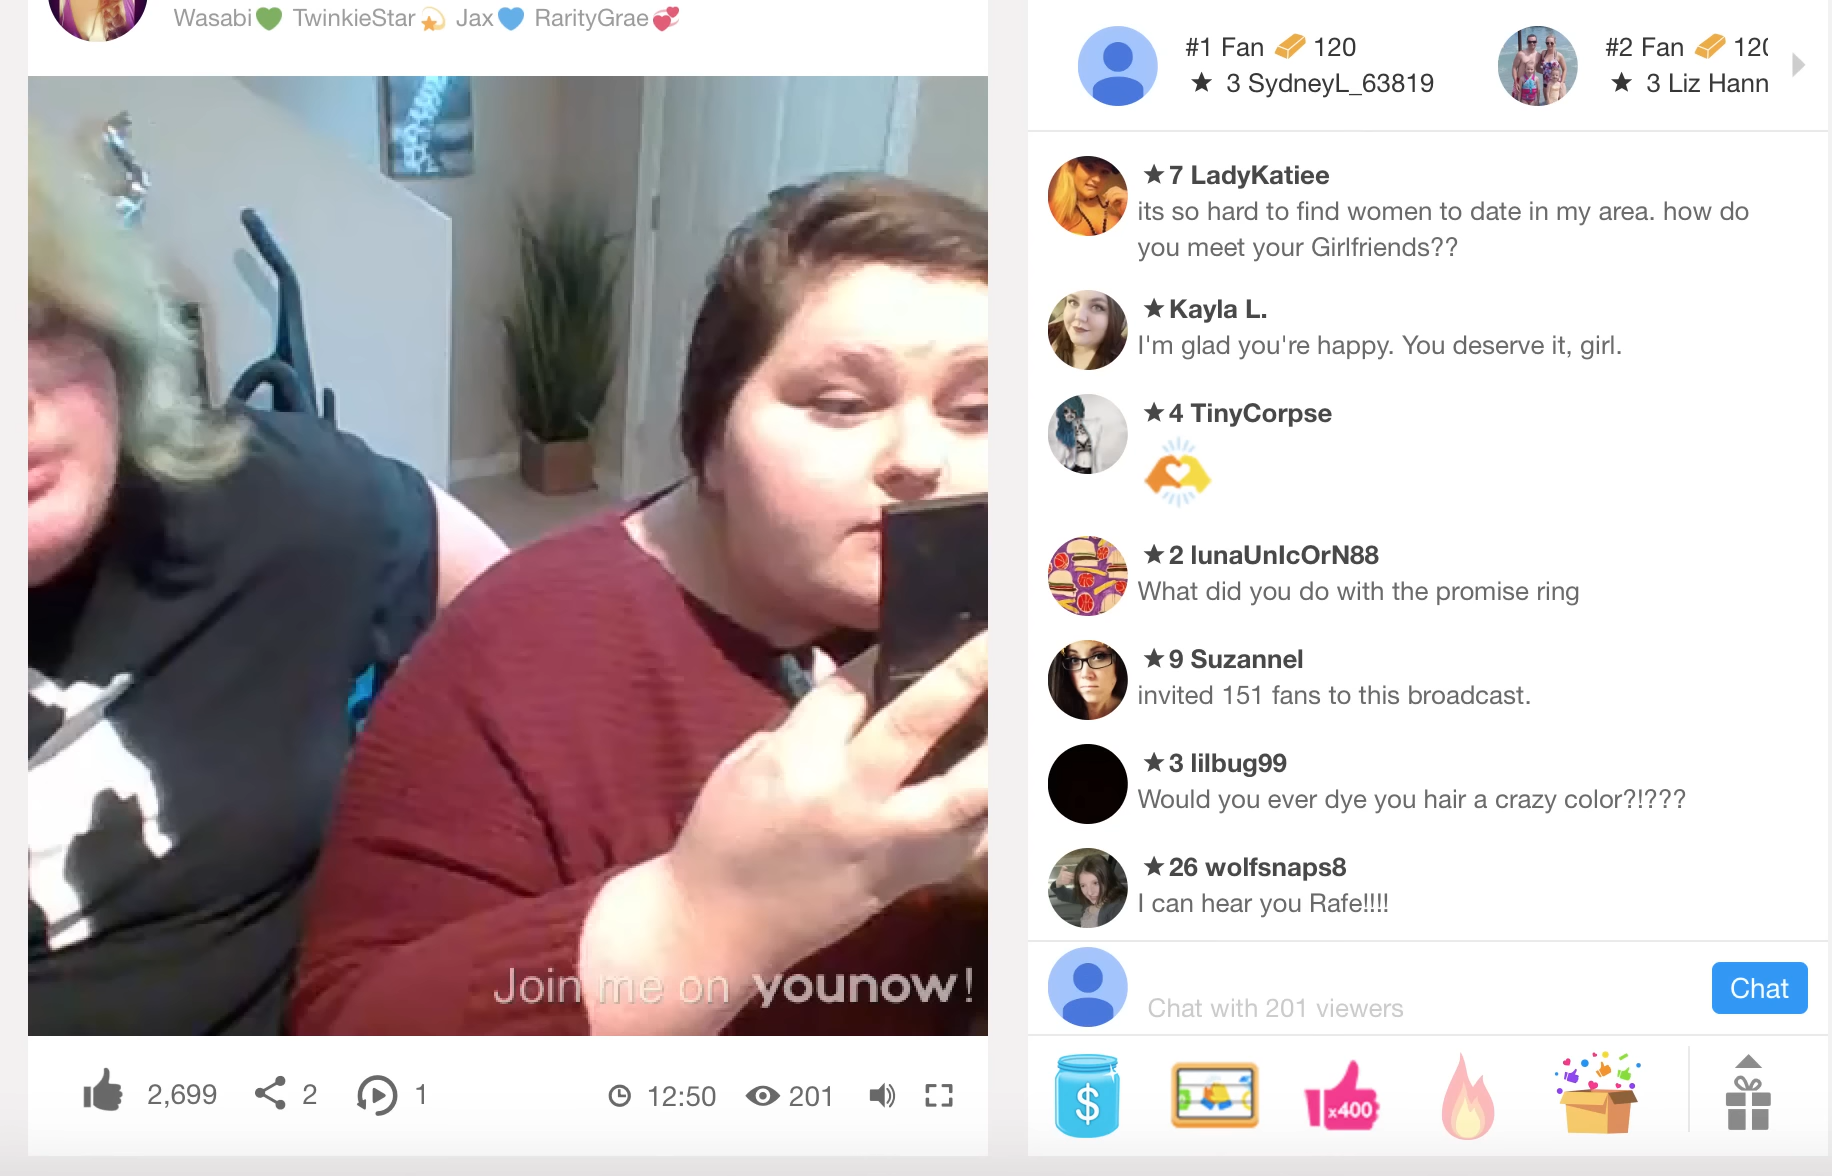 Wasabi💚 TwinkieStar💫 Jax💙 RarityGrae💞
#1 Fan 120
★ 3 SydneyL_63819
#2 Fan
★ 3 Liz Hann
★ 7 LadyKatiee
its so hard to find women to date in my area. how do
you meet your Girlfriends??
★ Kayla L.
I'm glad you're happy. You deserve it, girl.
★ 4 TinyCorpse
★ 2 lunaUnIcOrN88
What did you do with the promise ring
★ 9 Suzannel
invited 151 fans to this broadcast.
★ 3 lilbug99
Would you ever dye you hair a crazy color?!???
★ 26 wolfsnaps8
I can hear you Rafe!!!!
Join me on younow!
Chat with 201 viewers
Chat
2,699 2 1 12:50 201
$
x400